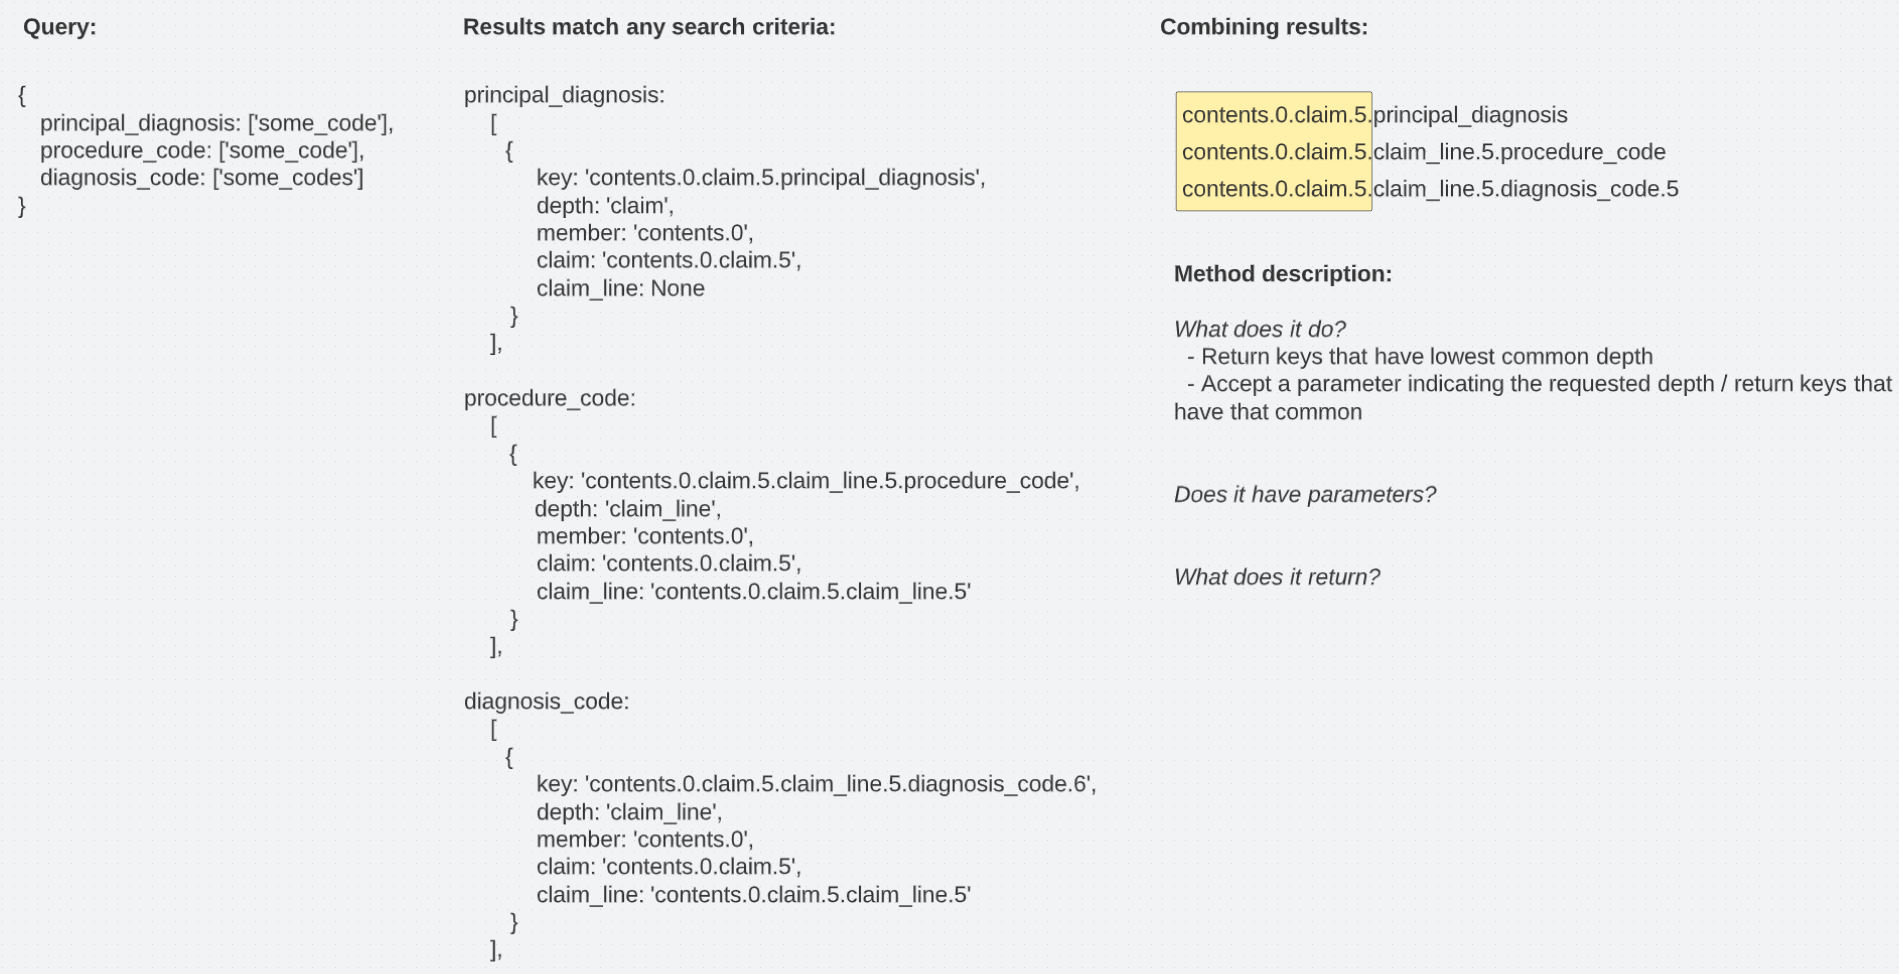 Query:
{
principal_diagnosis: ['some_code'],
procedure_code: ['some_code'],
diagnosis_code: ['some_codes']
}
Results match any search criteria:
principal_diagnosis:
[
{
key: 'contents.0.claim.5.principal_diagnosis',
depth: 'claim',
member: 'contents.0',
claim: 'contents.0.claim.5',
claim_line: None
}
],
procedure_code:
[
{
key: 'contents.0.claim.5.claim_line.5.procedure_code',
depth: 'claim_line',
member: 'contents.0',
claim: 'contents.0.claim.5',
claim_line: 'contents.0.claim.5.claim_line.5'
}
],
diagnosis_code:
[
{
key: 'contents.0.claim.5.claim_line.5.diagnosis_code.6',
depth: 'claim_line',
member: 'contents.0',
claim: 'contents.0.claim.5',
claim_line: 'contents.0.claim.5.claim_line.5'
}
],
Combining results:
contents.0.claim.5.principal_diagnosis
contents.0.claim.5.claim_line.5.procedure_code
contents.0.claim.5.claim_line.5.diagnosis_code.5
Method description:
What does it do?
- Return keys that have lowest common depth
- Accept a parameter indicating the requested depth / return keys that
have that common
Does it have parameters?
What does it return?